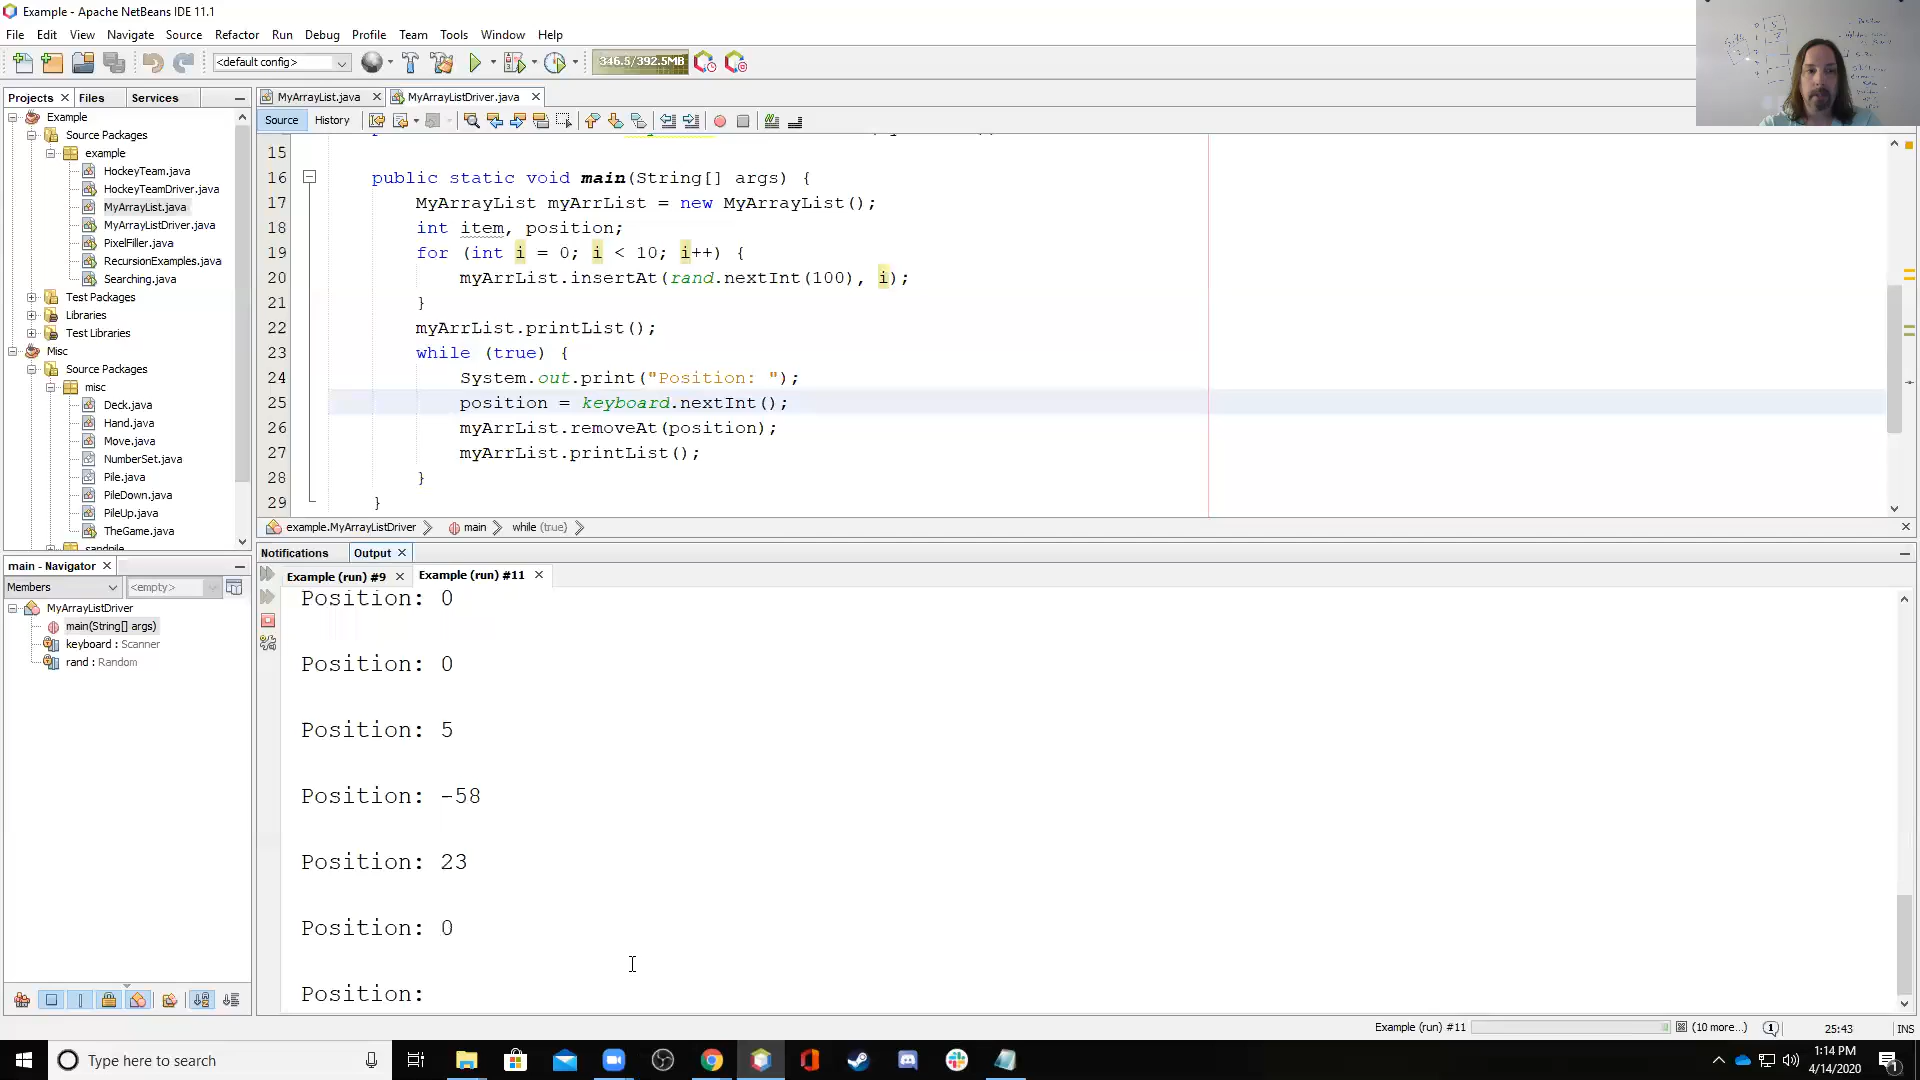 Example - Apache NetBeans IDE 11.1
File Edit View Navigate Source Refactor Run Debug Profile Team Tools Window Help
<default config>
346.5/392.5MB
Projects Files Services
MyArrayList.java MyArrayListDriver.java
Source History
Example
Source Packages
example
HockeyTeam.java
HockeyTeamDriver.java
MyArrayList.java
MyArrayListDriver.java
PixelFiller.java
RecursionExamples.java
Searching.java
Test Packages
Libraries
Test Libraries
Misc
Source Packages
misc
Deck.java
Hand.java
Move.java
NumberSet.java
Pile.java
PileDown.java
PileUp.java
TheGame.java
sandpile
15
16 public static void main(String[] args) {
17 MyArrayList myArrList = new MyArrayList();
18 int item, position;
19 for (int i = 0; i < 10; i++) {
20 myArrList.insertAt(rand.nextInt(100), i);
21 }
22 myArrList.printList();
23 while (true) {
24 System.out.print("Position: ");
25 position = keyboard.nextInt();
26 myArrList.removeAt(position);
27 myArrList.printList();
28 }
29 }
example.MyArrayListDriver main while (true)
main - Navigator
Members <empty>
MyArrayListDriver
main(String[] args)
keyboard : Scanner
rand : Random
Notifications Output
Example (run) #9 Example (run) #11
Position: 0
Position: 0
Position: 5
Position: -58
Position: 23
Position: 0
Position:
Example (run) #11 (10 more...) 1 25:43 INS
Type here to search
1:14 PM
4/14/2020
1